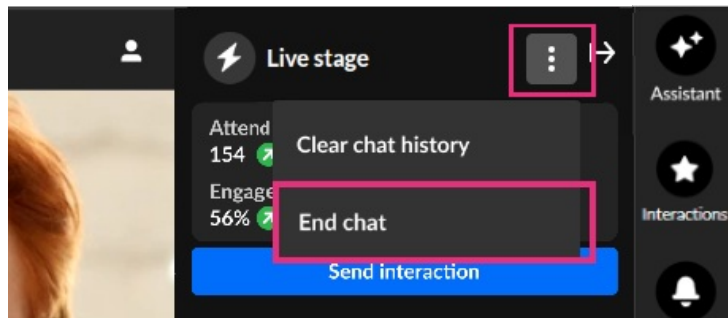 Live stage
Assistant
Attend
154
Clear chat history
Engage
56%
End chat
Interactions
Send interaction